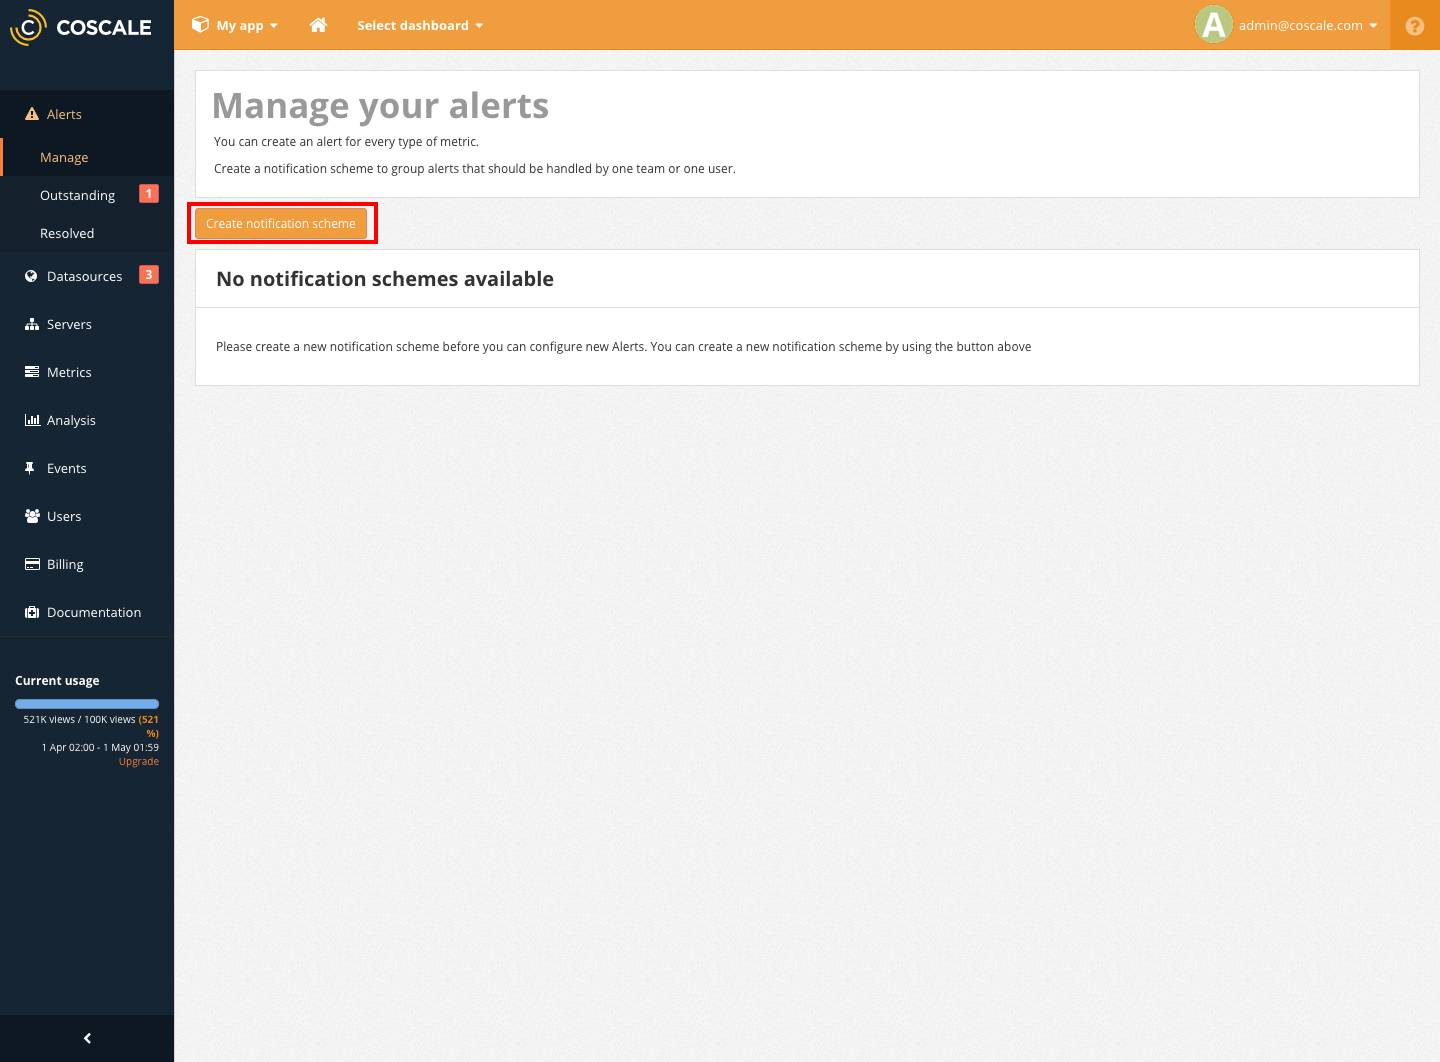 COSCALE
My app
Select dashboard
A
admin@coscale.com
?
Alerts
Manage
Outstanding 1
Resolved
Datasources 3
Servers
Metrics
Analysis
Events
Users
Billing
Documentation
Current usage
521K views / 100K views (521
%)
1 Apr 02:00 - 1 May 01:59
Upgrade
Manage your alerts
You can create an alert for every type of metric.
Create a notification scheme to group alerts that should be handled by one team or one user.
Create notification scheme
No notification schemes available
Please create a new notification scheme before you can configure new Alerts. You can create a new notification scheme by using the button above